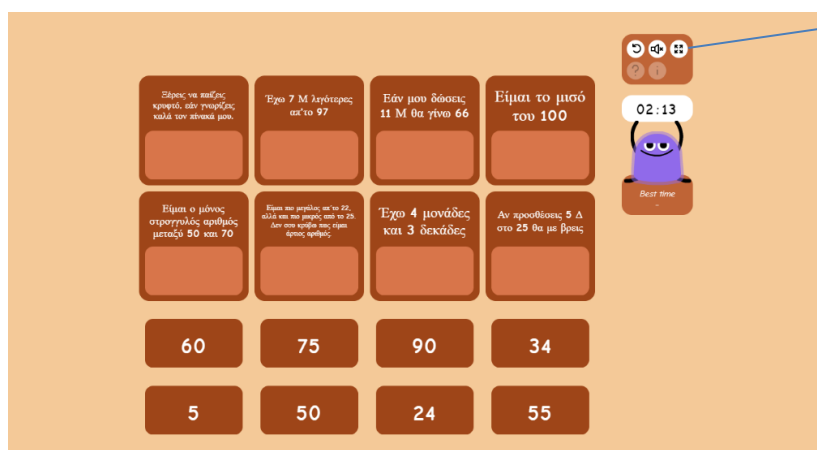 Ξέρεις να παίζεις
κρυφτό, εάν γνωρίζεις
καλά τον πίνακά μου.
Έχω 7 Μ λιγότερες
απ'το 97
Εάν μου δώσεις
11 Μ θα γίνω 66
Είμαι το μισό
του 100
? i
02:13
Best time
-
Είμαι ο μόνος
στρογγυλός αριθμός
μεταξύ 50 και 70
Είμαι πιο μεγάλος απ'το 22,
αλλά και πιο μικρός από το 25.
Δεν σου κρύβω πως είμαι
άρτιος αριθμός.
Έχω 4 μονάδες
και 3 δεκάδες
Αν προσθέσεις 5 Δ
στο 25 θα με βρεις
60 75 90 34
5 50 24 55